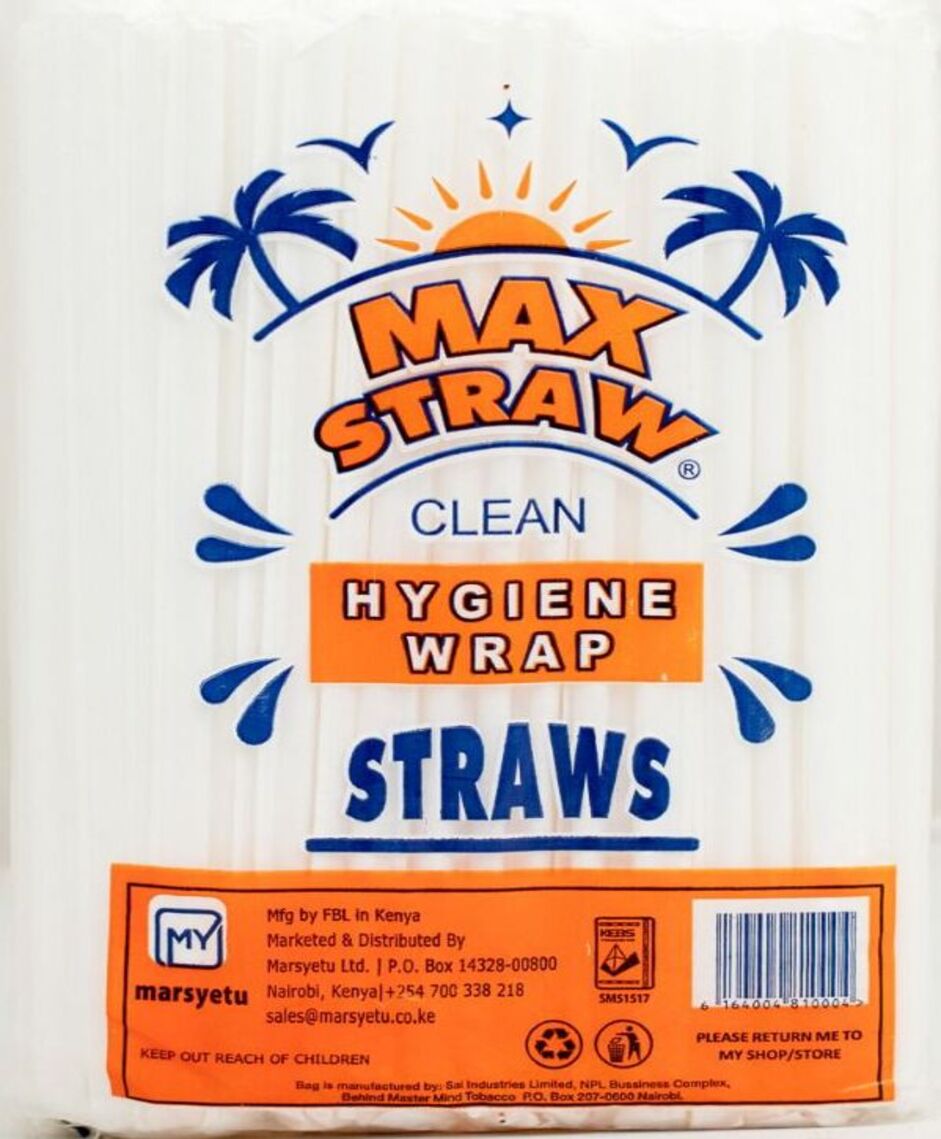 MAX
STRAW
®
CLEAN
HYGIENE
WRAP
STRAWS
MY
marsyetu
Mfg by FBL in Kenya
Marketed & Distributed By
Marsyetu Ltd. | P.O. Box 14328-00800
Nairobi, Kenya|+254 700 338 218
sales@marsyetu.co.ke
KEEP OUT REACH OF CHILDREN
KEBS
SMS1517
6 164004 810004 >
PLEASE RETURN ME TO
MY SHOP/STORE
Bag is manufactured by: Sai Industries Limited, NPL Bussiness Complex,
Behind Master Mind Tobacco P.O. Box 207-0600 Nairobi.